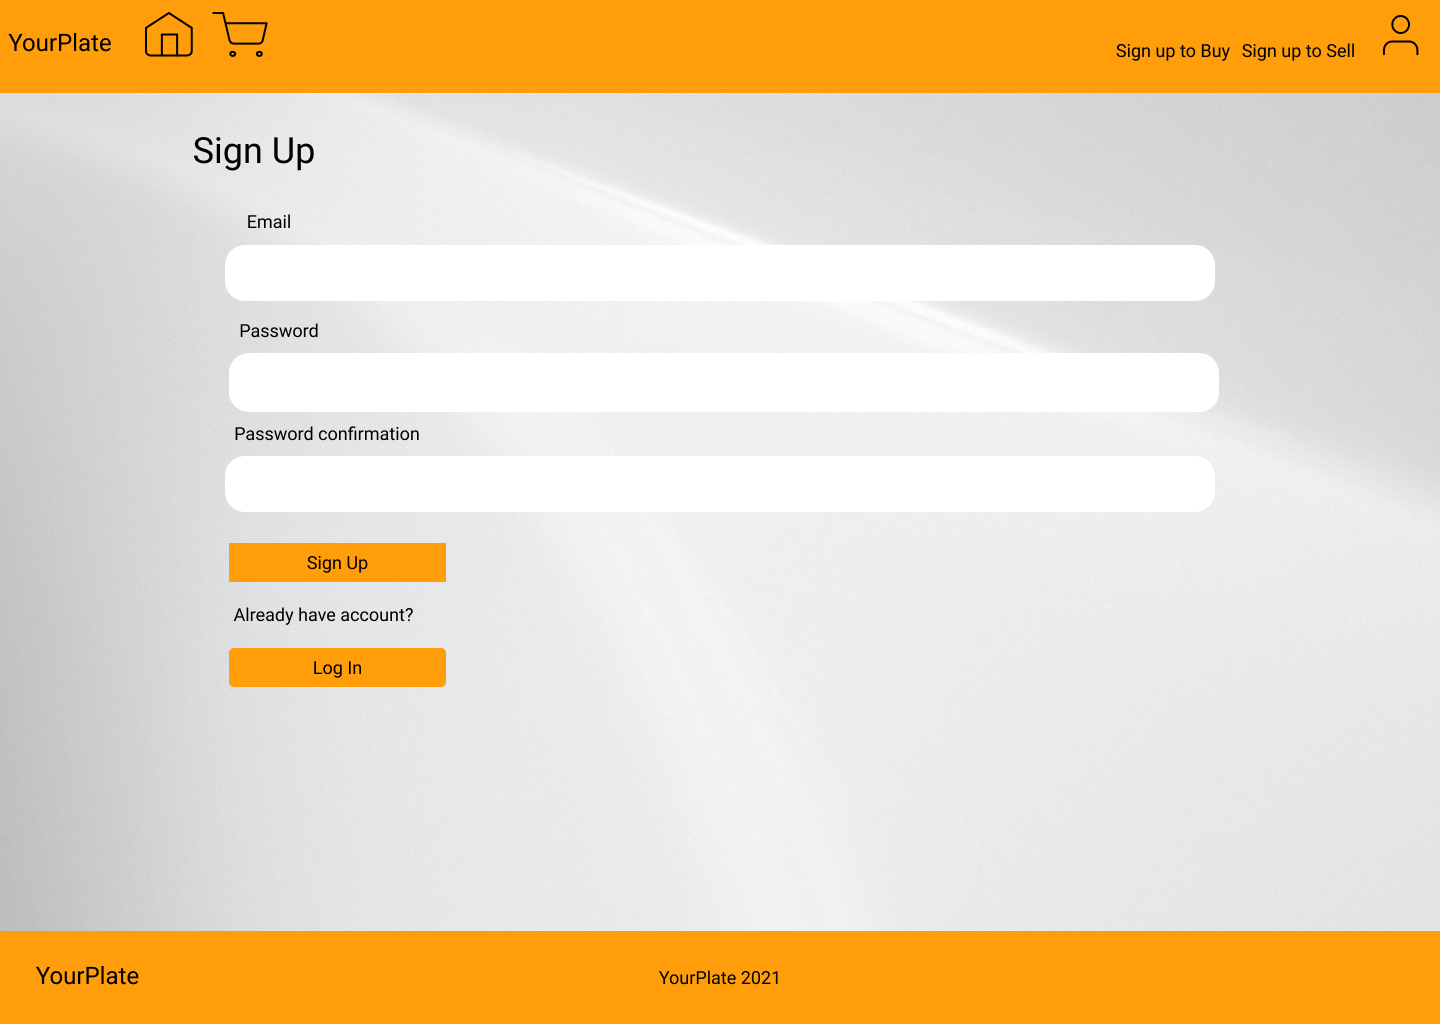 YourPlate
Sign up to Buy
Sign up to Sell
Sign Up
Email
Password
Password confirmation
Sign Up
Already have account?
Log In
YourPlate
YourPlate 2021